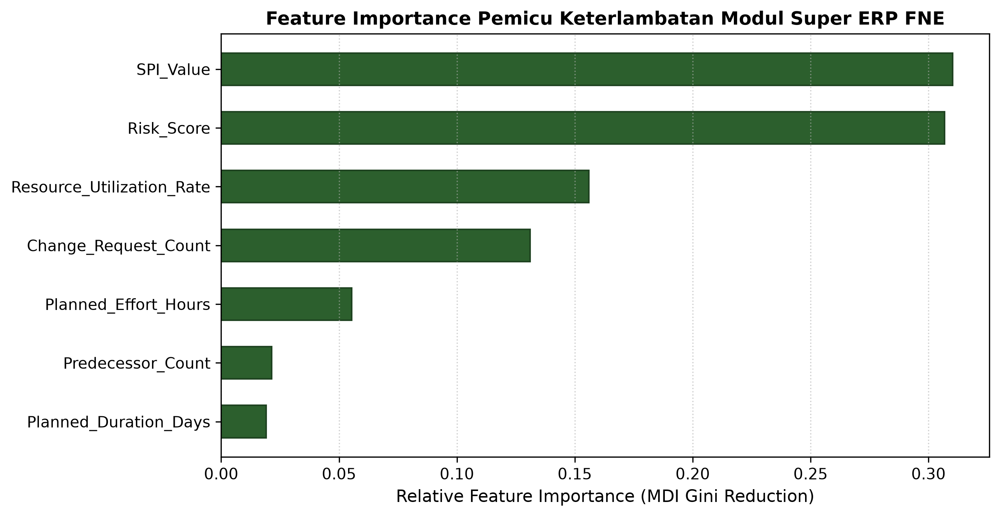 Feature Importance Pemicu Keterlambatan Modul Super ERP FNE
SPI_Value
Risk_Score
Resource_Utilization_Rate
Change_Request_Count
Planned_Effort_Hours
Predecessor_Count
Planned_Duration_Days
0.00 0.05 0.10 0.15 0.20 0.25 0.30
Relative Feature Importance (MDI Gini Reduction)